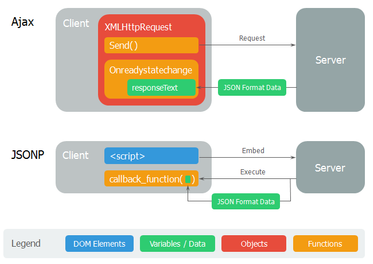 Ajax
Client
XMLHttpRequest
Send()
Onreadystatechange
responseText
Request
JSON Format Data
Server
JSONP
Client
<script>
callback_function( )
Embed
Execute
JSON Format Data
Server
Legend
DOM Elements
Variables / Data
Objects
Functions